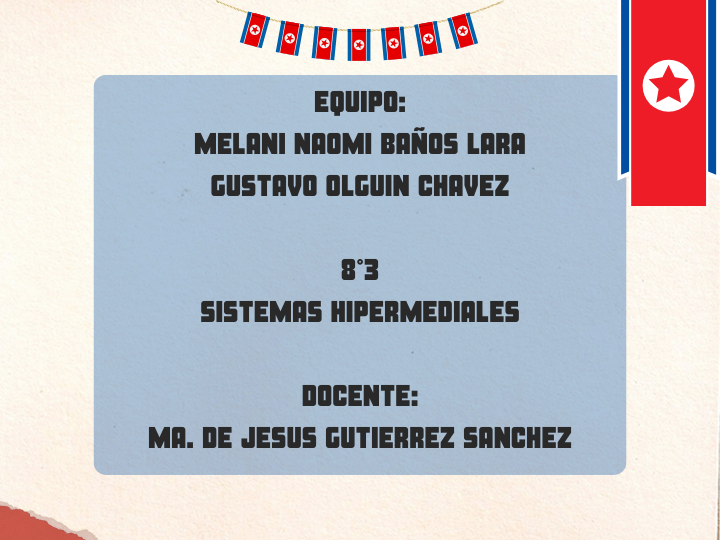 EQUIPO:
MELANI NAOMI BAÑOS LARA
GUSTAVO OLGUIN CHAVEZ
8°3
SISTEMAS HIPERMEDIALES
DOCENTE:
MA. DE JESUS GUTIERREZ SANCHEZ